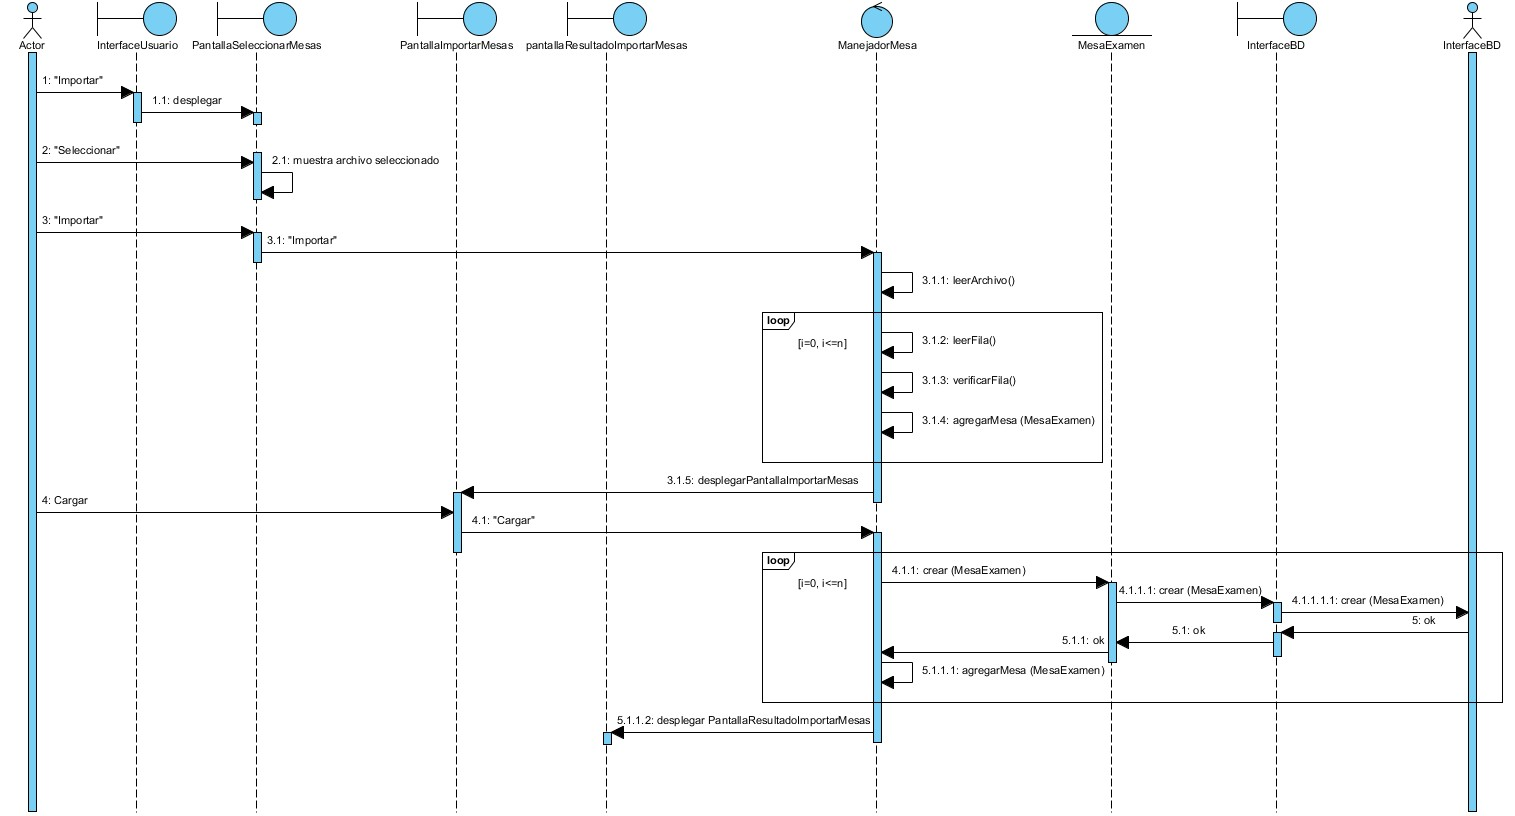 Actor
InterfaceUsuario
PantallaSeleccionarMesas
PantallaImportarMesas
pantallaResultadoImportarMesas
ManejadorMesa
MesaExamen
InterfaceBD
InterfaceBD
1: "Importar"
1.1: desplegar
2: "Seleccionar"
2.1: muestra archivo seleccionado
3: "Importar"
3.1: "Importar"
3.1.1: leerArchivo()
loop
[i=0, i<=n]
3.1.2: leerFila()
3.1.3: verificarFila()
3.1.4: agregarMesa (MesaExamen)
3.1.5: desplegarPantallaImportarMesas
4: Cargar
4.1: "Cargar"
loop
[i=0, i<=n]
4.1.1: crear (MesaExamen)
4.1.1.1: crear (MesaExamen)
4.1.1.1.1: crear (MesaExamen)
5: ok
5.1: ok
5.1.1: ok
5.1.1.1: agregarMesa (MesaExamen)
5.1.1.2: desplegar PantallaResultadoImportarMesas